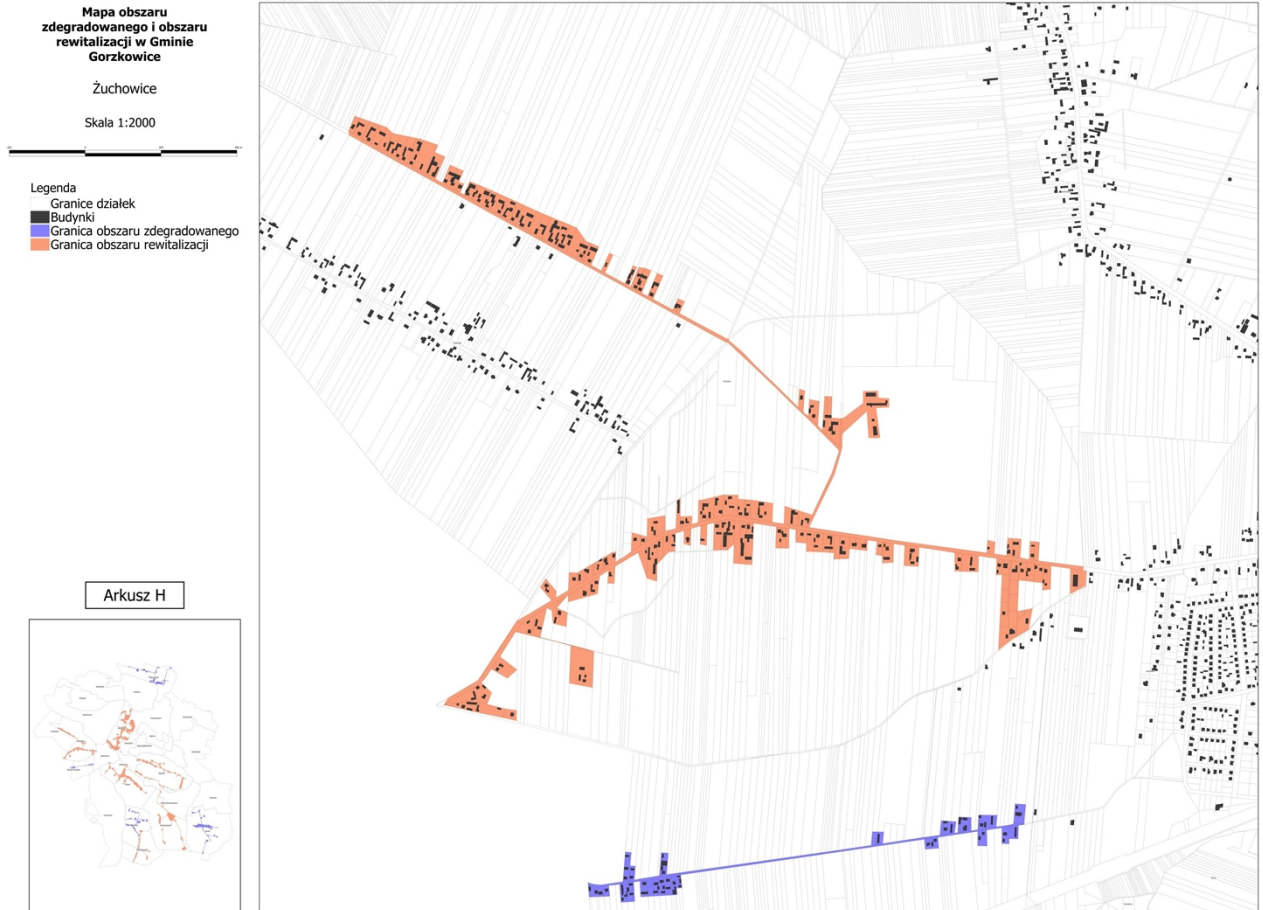 Mapa obszaru
zdegradowanego i obszaru
rewitalizacji w Gminie
Gorzkowice
Żuchowice
Skala 1:2000
Legenda
Granice działek
Budynki
Granica obszaru zdegradowanego
Granica obszaru rewitalizacji
Arkusz H